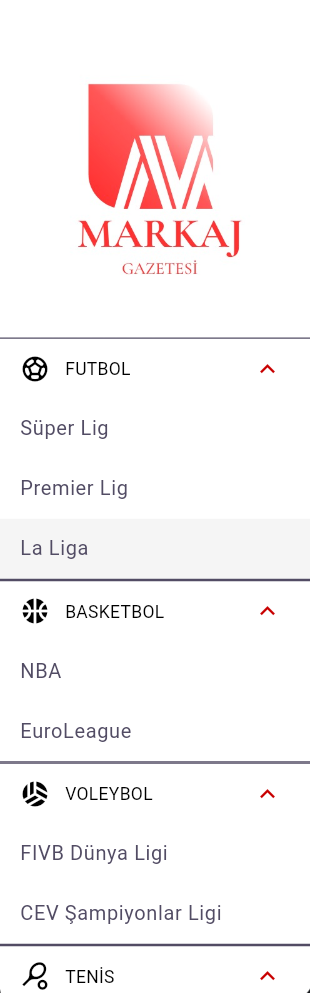 MARKAJ
GAZETESİ
FUTBOL
Süper Lig
Premier Lig
La Liga
BASKETBOL
NBA
EuroLeague
VOLEYBOL
FIVB Dünya Ligi
CEV Şampiyonlar Ligi
TENİS